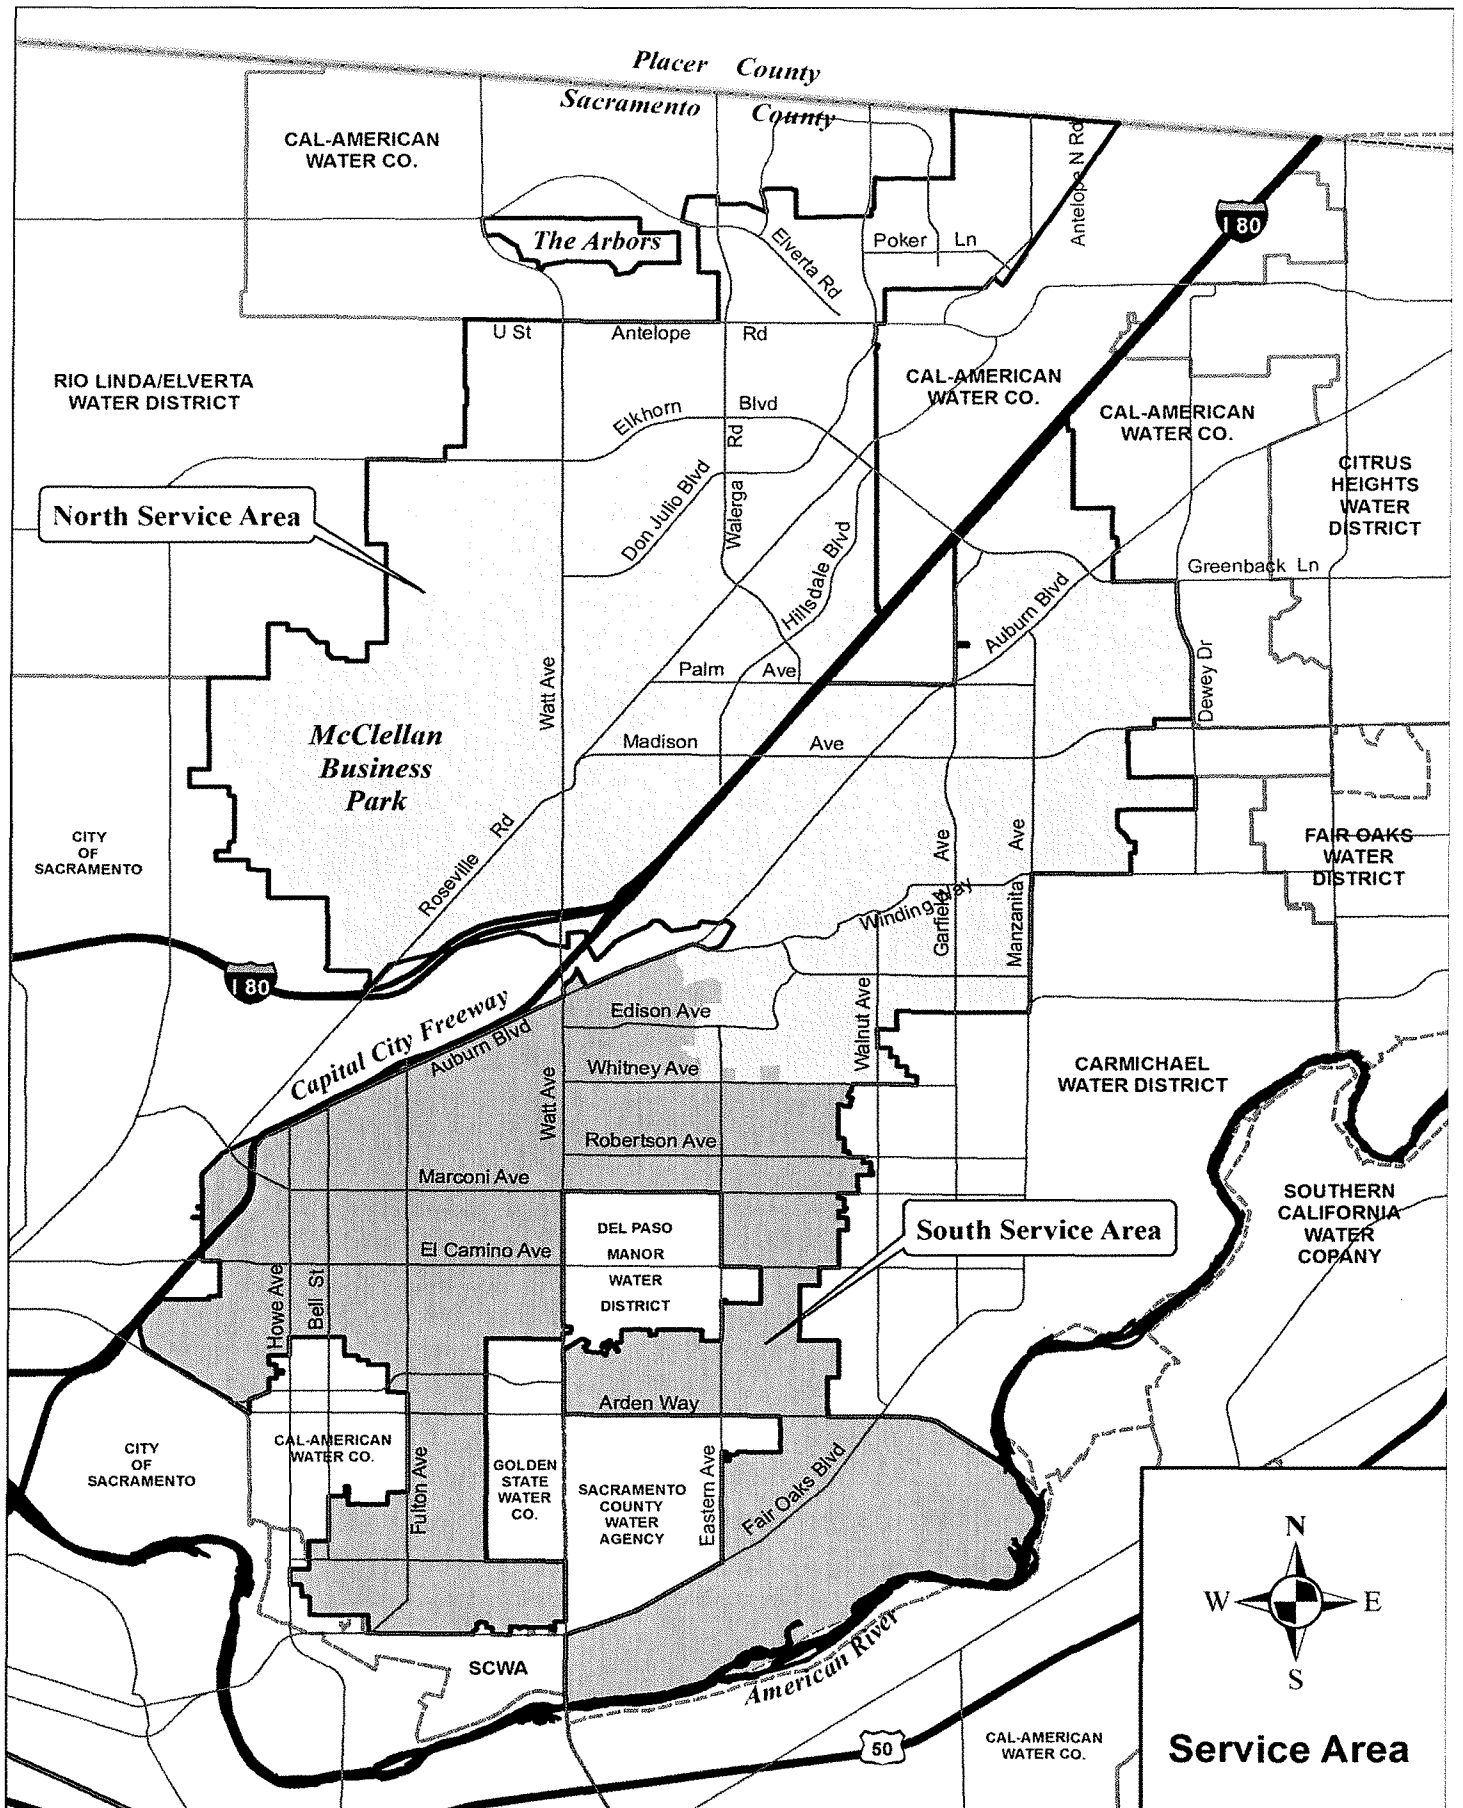 Placer County
Sacramento County
CAL-AMERICAN
WATER CO.
Antelope N Rd
I 80
The Arbors
Elverta Rd
Poker Ln
U St
Antelope Rd
RIO LINDA/ELVERTA
WATER DISTRICT
CAL-AMERICAN
WATER CO.
CAL-AMERICAN
WATER CO.
Elkhorn Blvd
Walerga Rd
Don Julio Blvd
CITRUS
HEIGHTS
WATER
DISTRICT
North Service Area
Hillsdale Blvd
Greenback Ln
Auburn Blvd
Dewey Dr
Watt Ave
Palm Ave
McClellan
Business
Park
Madison Ave
CITY
OF
SACRAMENTO
Roseville Rd
Garfield Ave
Manzanita Ave
FAIR OAKS
WATER
DISTRICT
Winding Way
I 80
Capital City Freeway
Auburn Blvd
Edison Ave
Walnut Ave
Whitney Ave
Watt Ave
CARMICHAEL
WATER DISTRICT
Robertson Ave
Marconi Ave
SOUTHERN
CALIFORNIA
WATER
COPANY
South Service Area
DEL PASO
MANOR
WATER
DISTRICT
El Camino Ave
Howe Ave
Bell St
Arden Way
CITY
OF
SACRAMENTO
CAL-AMERICAN
WATER CO.
Fulton Ave
GOLDEN
STATE
WATER
CO.
SACRAMENTO
COUNTY
WATER
AGENCY
Eastern Ave
Fair Oaks Blvd
N
W E
S
SCWA
American River
50
CAL-AMERICAN
WATER CO.
Service Area